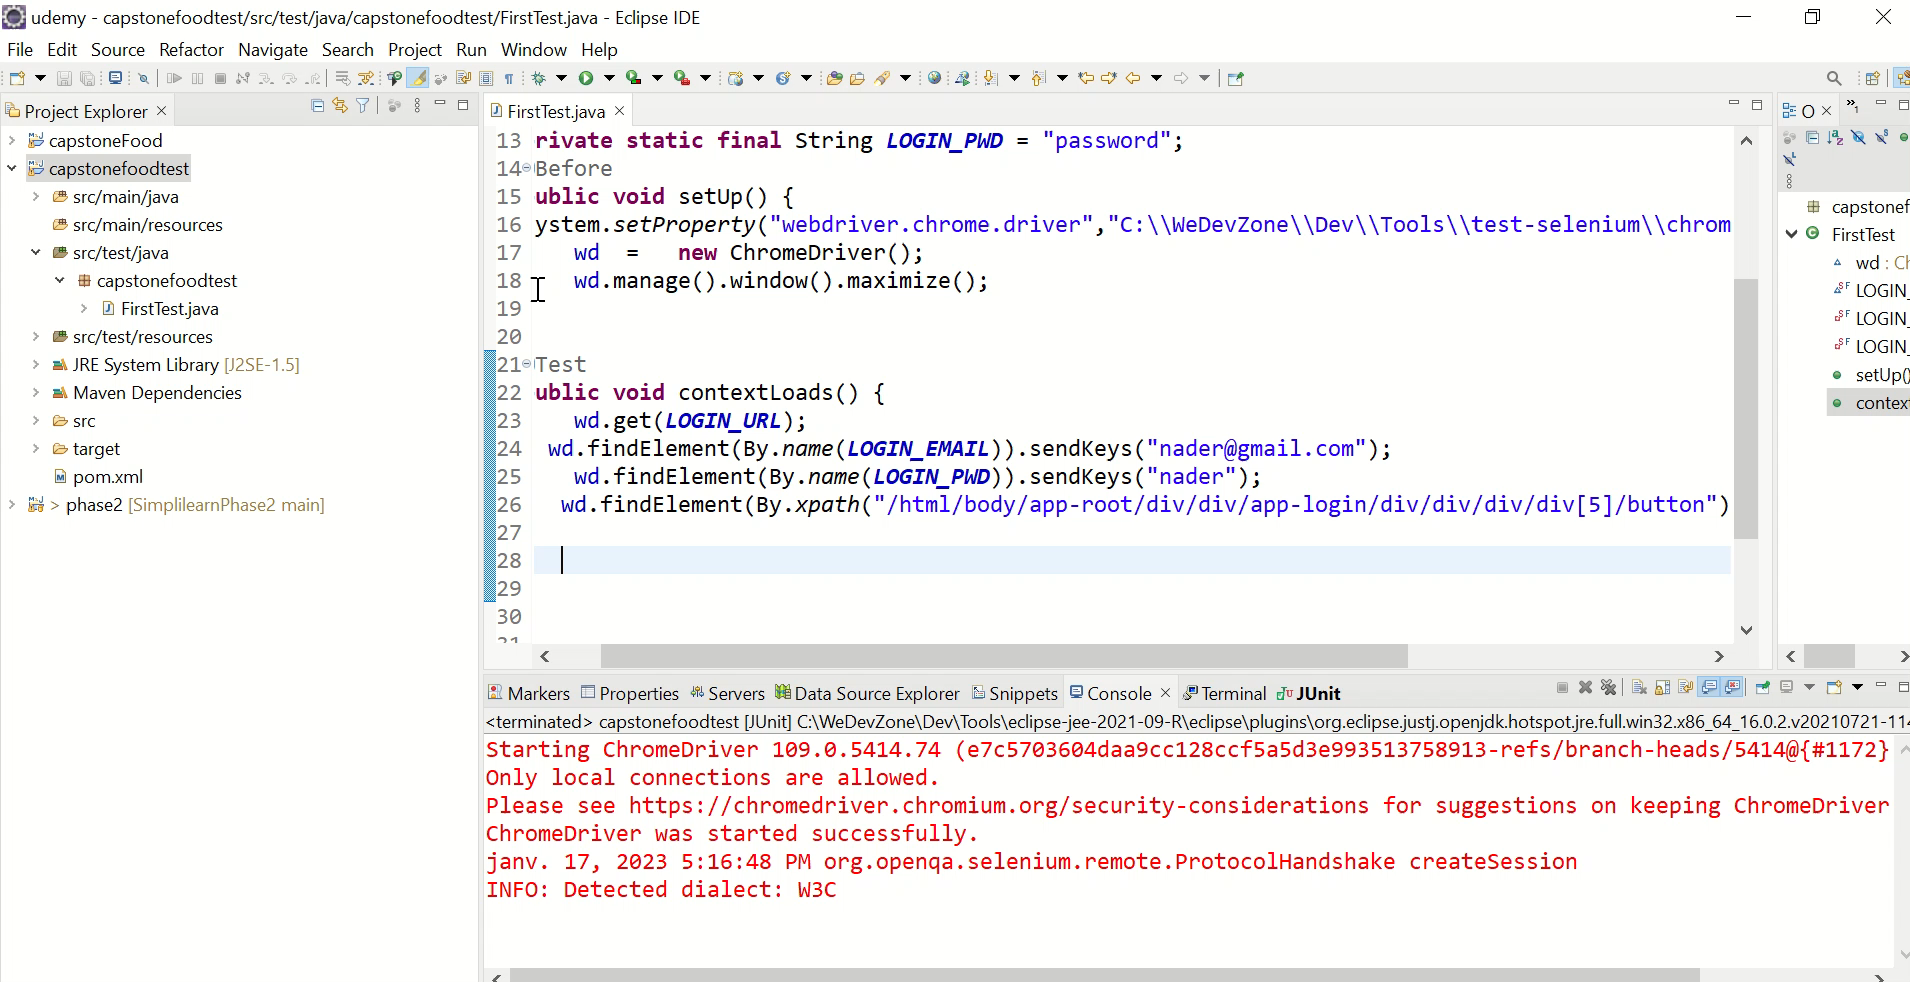 udemy - capstonefoodtest/src/test/java/capstonefoodtest/FirstTest.java - Eclipse IDE
File Edit Source Refactor Navigate Search Project Run Window Help
Project Explorer
capstoneFood
capstonefoodtest
src/main/java
src/main/resources
src/test/java
capstonefoodtest
FirstTest.java
src/test/resources
JRE System Library [J2SE-1.5]
Maven Dependencies
src
target
pom.xml
> phase2 [SimplilearnPhase2 main]
FirstTest.java
13 rivate static final String LOGIN_PWD = "password";
14 Before
15 ublic void setUp() {
16 ystem.setProperty("webdriver.chrome.driver","C:\\WeDevZone\\Dev\\Tools\\test-selenium\\chrom
17 wd = new ChromeDriver();
18 wd.manage().window().maximize();
19
20
21 Test
22 ublic void contextLoads() {
23 wd.get(LOGIN_URL);
24 wd.findElement(By.name(LOGIN_EMAIL)).sendKeys("nader@gmail.com");
25 wd.findElement(By.name(LOGIN_PWD)).sendKeys("nader");
26 wd.findElement(By.xpath("/html/body/app-root/div/div/app-login/div/div/div/div[5]/button")
27
28
29
30
31
O
capstonef
FirstTest
wd : Cl
LOGIN_
LOGIN_
LOGIN_
setUp()
context
Markers Properties Servers Data Source Explorer Snippets Console Terminal JUnit
<terminated> capstonefoodtest [JUnit] C:\WeDevZone\Dev\Tools\eclipse-jee-2021-09-R\eclipse\plugins\org.eclipse.justj.openjdk.hotspot.jre.full.win32.x86_64_16.0.2.v20210721-114
Starting ChromeDriver 109.0.5414.74 (e7c5703604daa9cc128ccf5a5d3e993513758913-refs/branch-heads/5414@{#1172}
Only local connections are allowed.
Please see https://chromedriver.chromium.org/security-considerations for suggestions on keeping ChromeDriver
ChromeDriver was started successfully.
janv. 17, 2023 5:16:48 PM org.openqa.selenium.remote.ProtocolHandshake createSession
INFO: Detected dialect: W3C